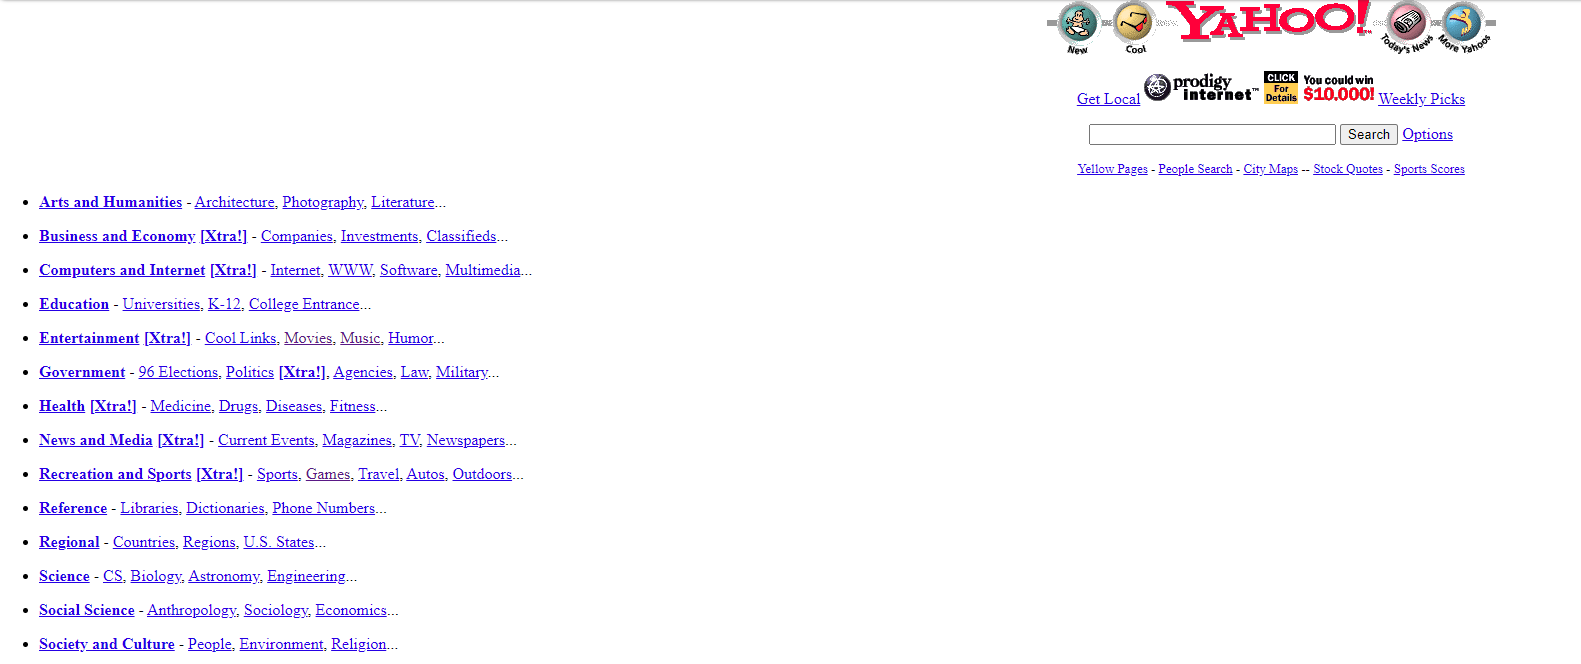 New Cool YAHOO! Today's News More Yahoos
Get Local prodigy internet™ CLICK For Details You could win $10,000! Weekly Picks
Search Options
Yellow Pages - People Search - City Maps -- Stock Quotes - Sports Scores
• Arts and Humanities - Architecture, Photography, Literature...
• Business and Economy [Xtra!] - Companies, Investments, Classifieds...
• Computers and Internet [Xtra!] - Internet, WWW, Software, Multimedia...
• Education - Universities, K-12, College Entrance...
• Entertainment [Xtra!] - Cool Links, Movies, Music, Humor...
• Government - 96 Elections, Politics [Xtra!], Agencies, Law, Military...
• Health [Xtra!] - Medicine, Drugs, Diseases, Fitness...
• News and Media [Xtra!] - Current Events, Magazines, TV, Newspapers...
• Recreation and Sports [Xtra!] - Sports, Games, Travel, Autos, Outdoors...
• Reference - Libraries, Dictionaries, Phone Numbers...
• Regional - Countries, Regions, U.S. States...
• Science - CS, Biology, Astronomy, Engineering...
• Social Science - Anthropology, Sociology, Economics...
• Society and Culture - People, Environment, Religion...